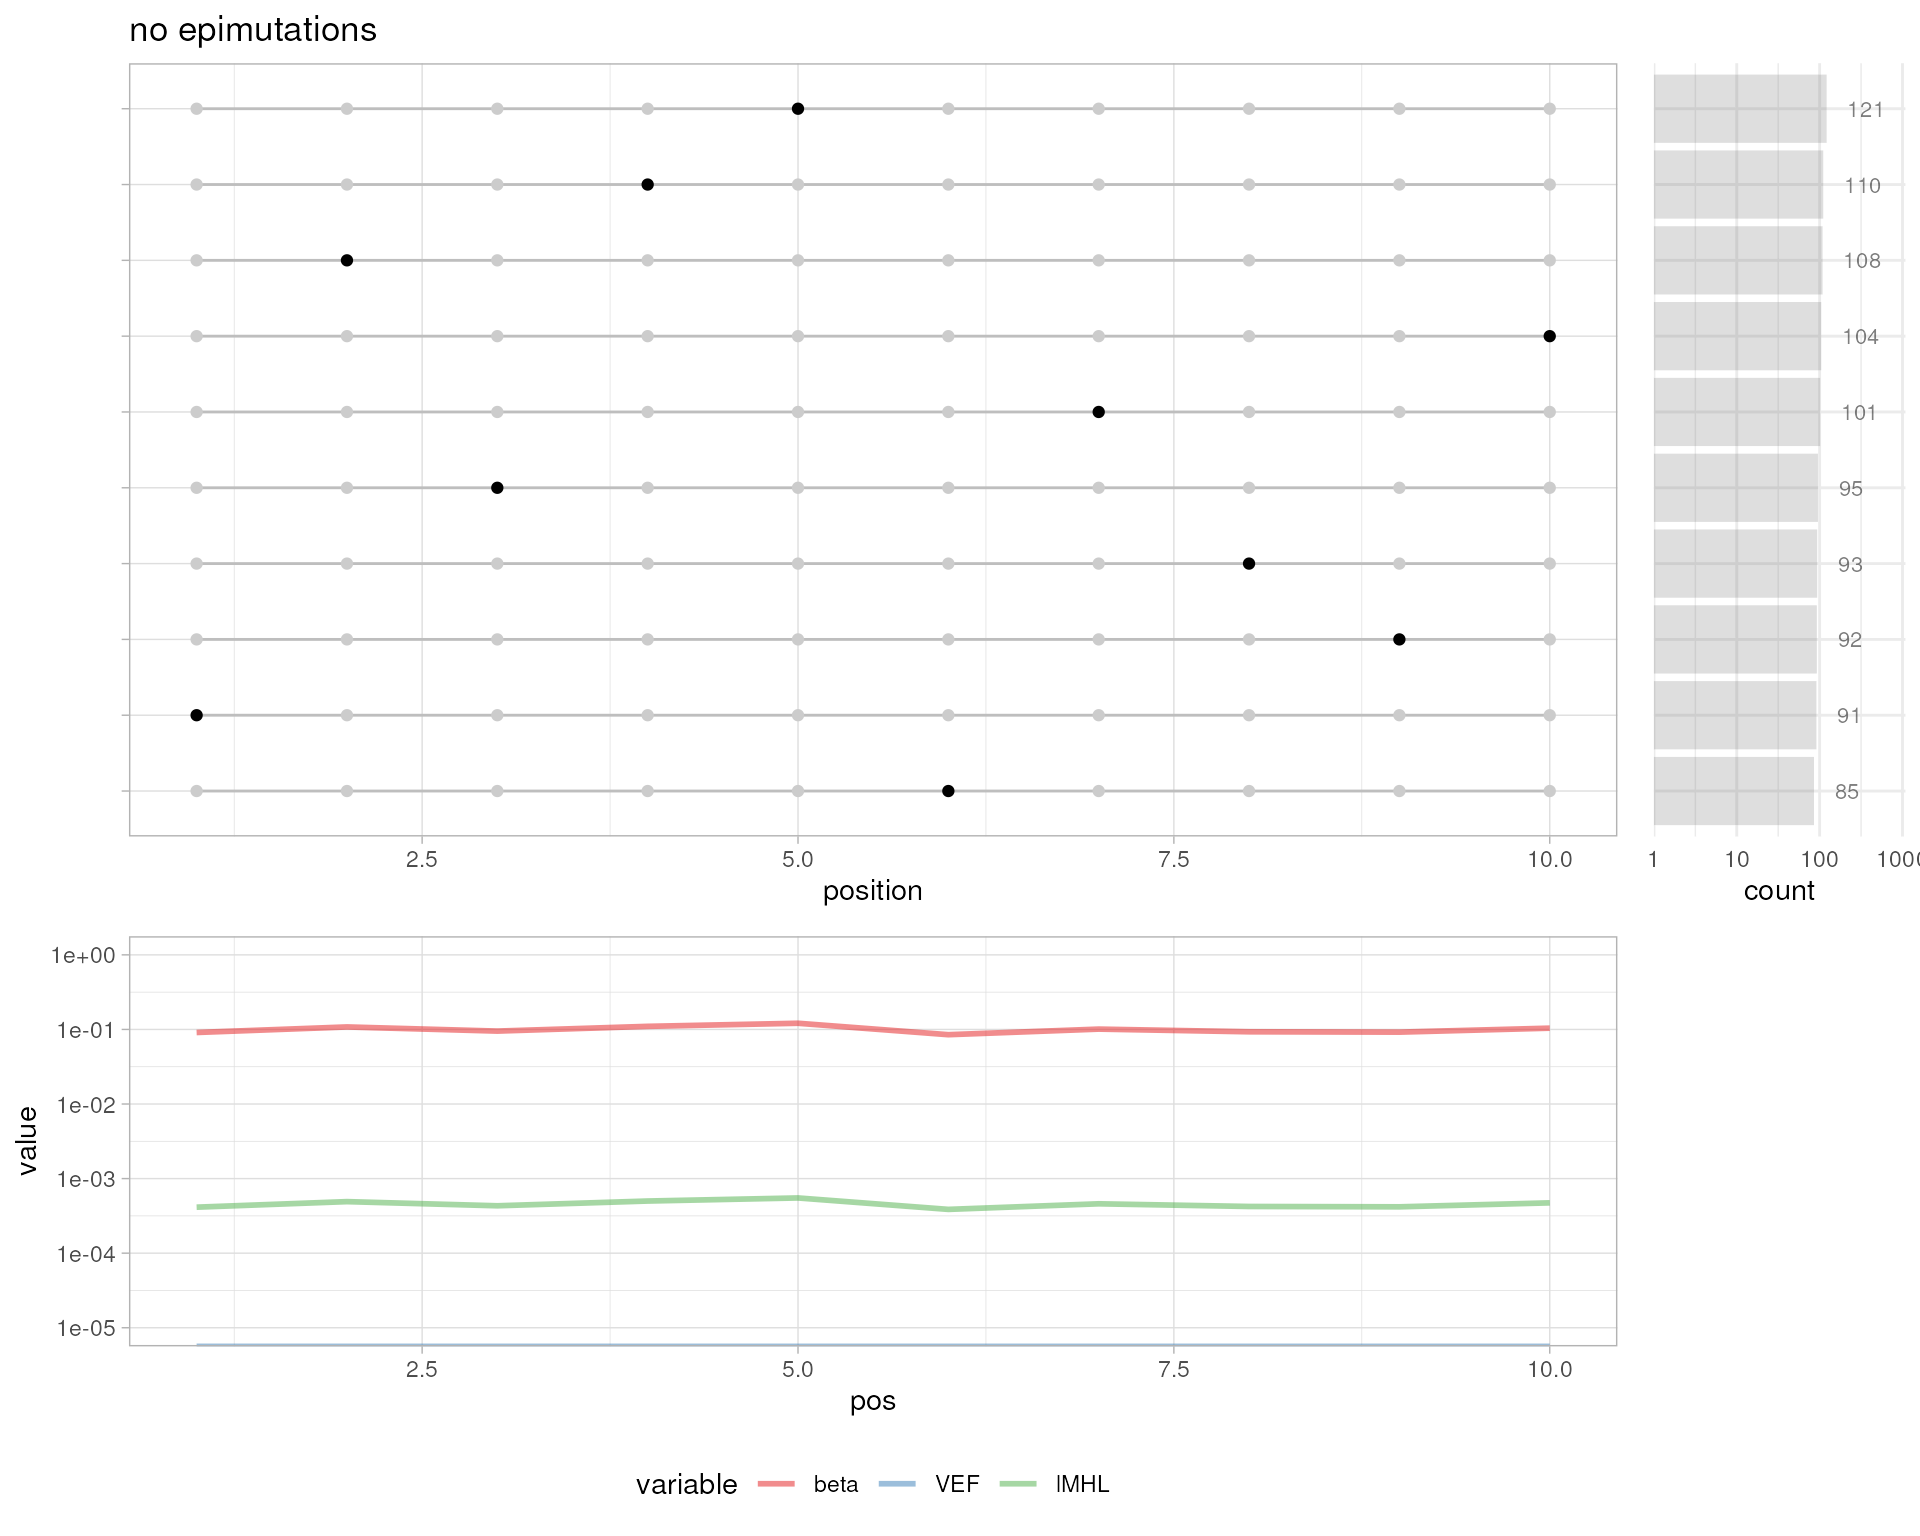 no epimutations
121
110
108
104
101
95
93
92
91
85
2.5 5.0 7.5 10.0
position
1 10 100 1000
count
1e+00
1e-01
1e-02
1e-03
1e-04
1e-05
value
2.5 5.0 7.5 10.0
pos
variable beta VEF lMHL